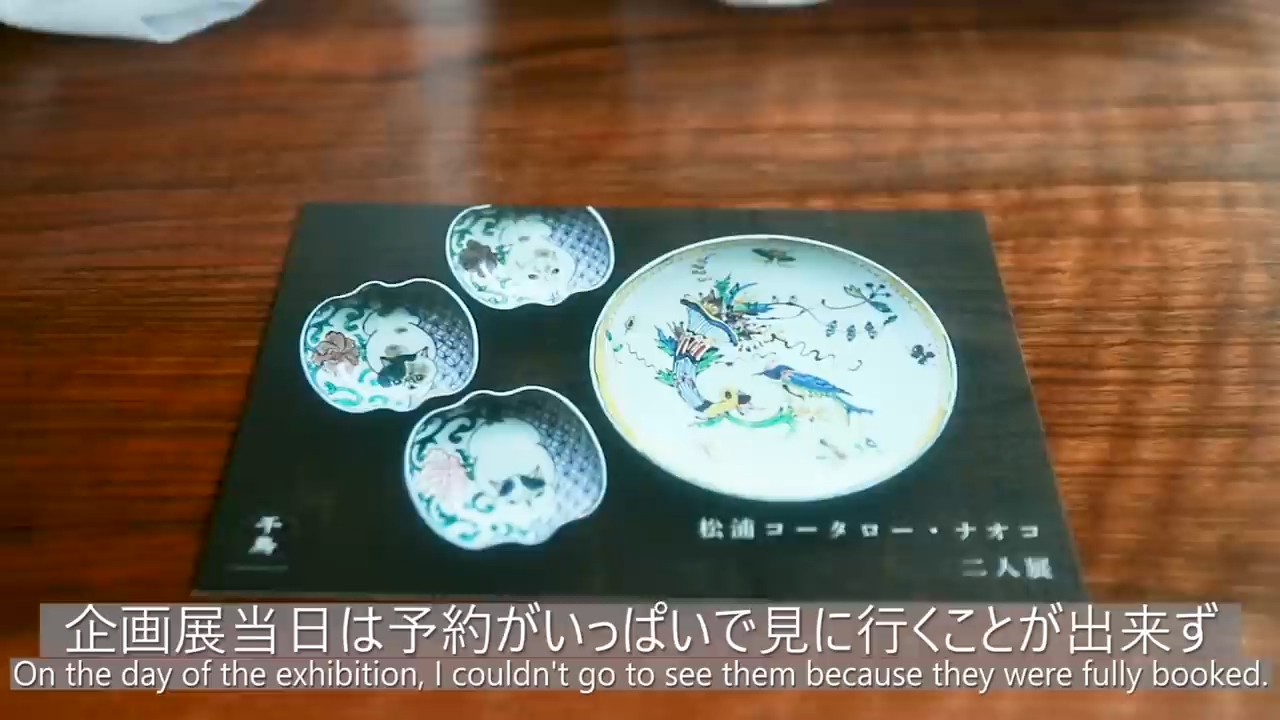 千鳥
松浦コータロー・ナオコ
二人展
企画展当日は予約がいっぱいで見に行くことが出来ず
On the day of the exhibition, I couldn't go to see them because they were fully booked.